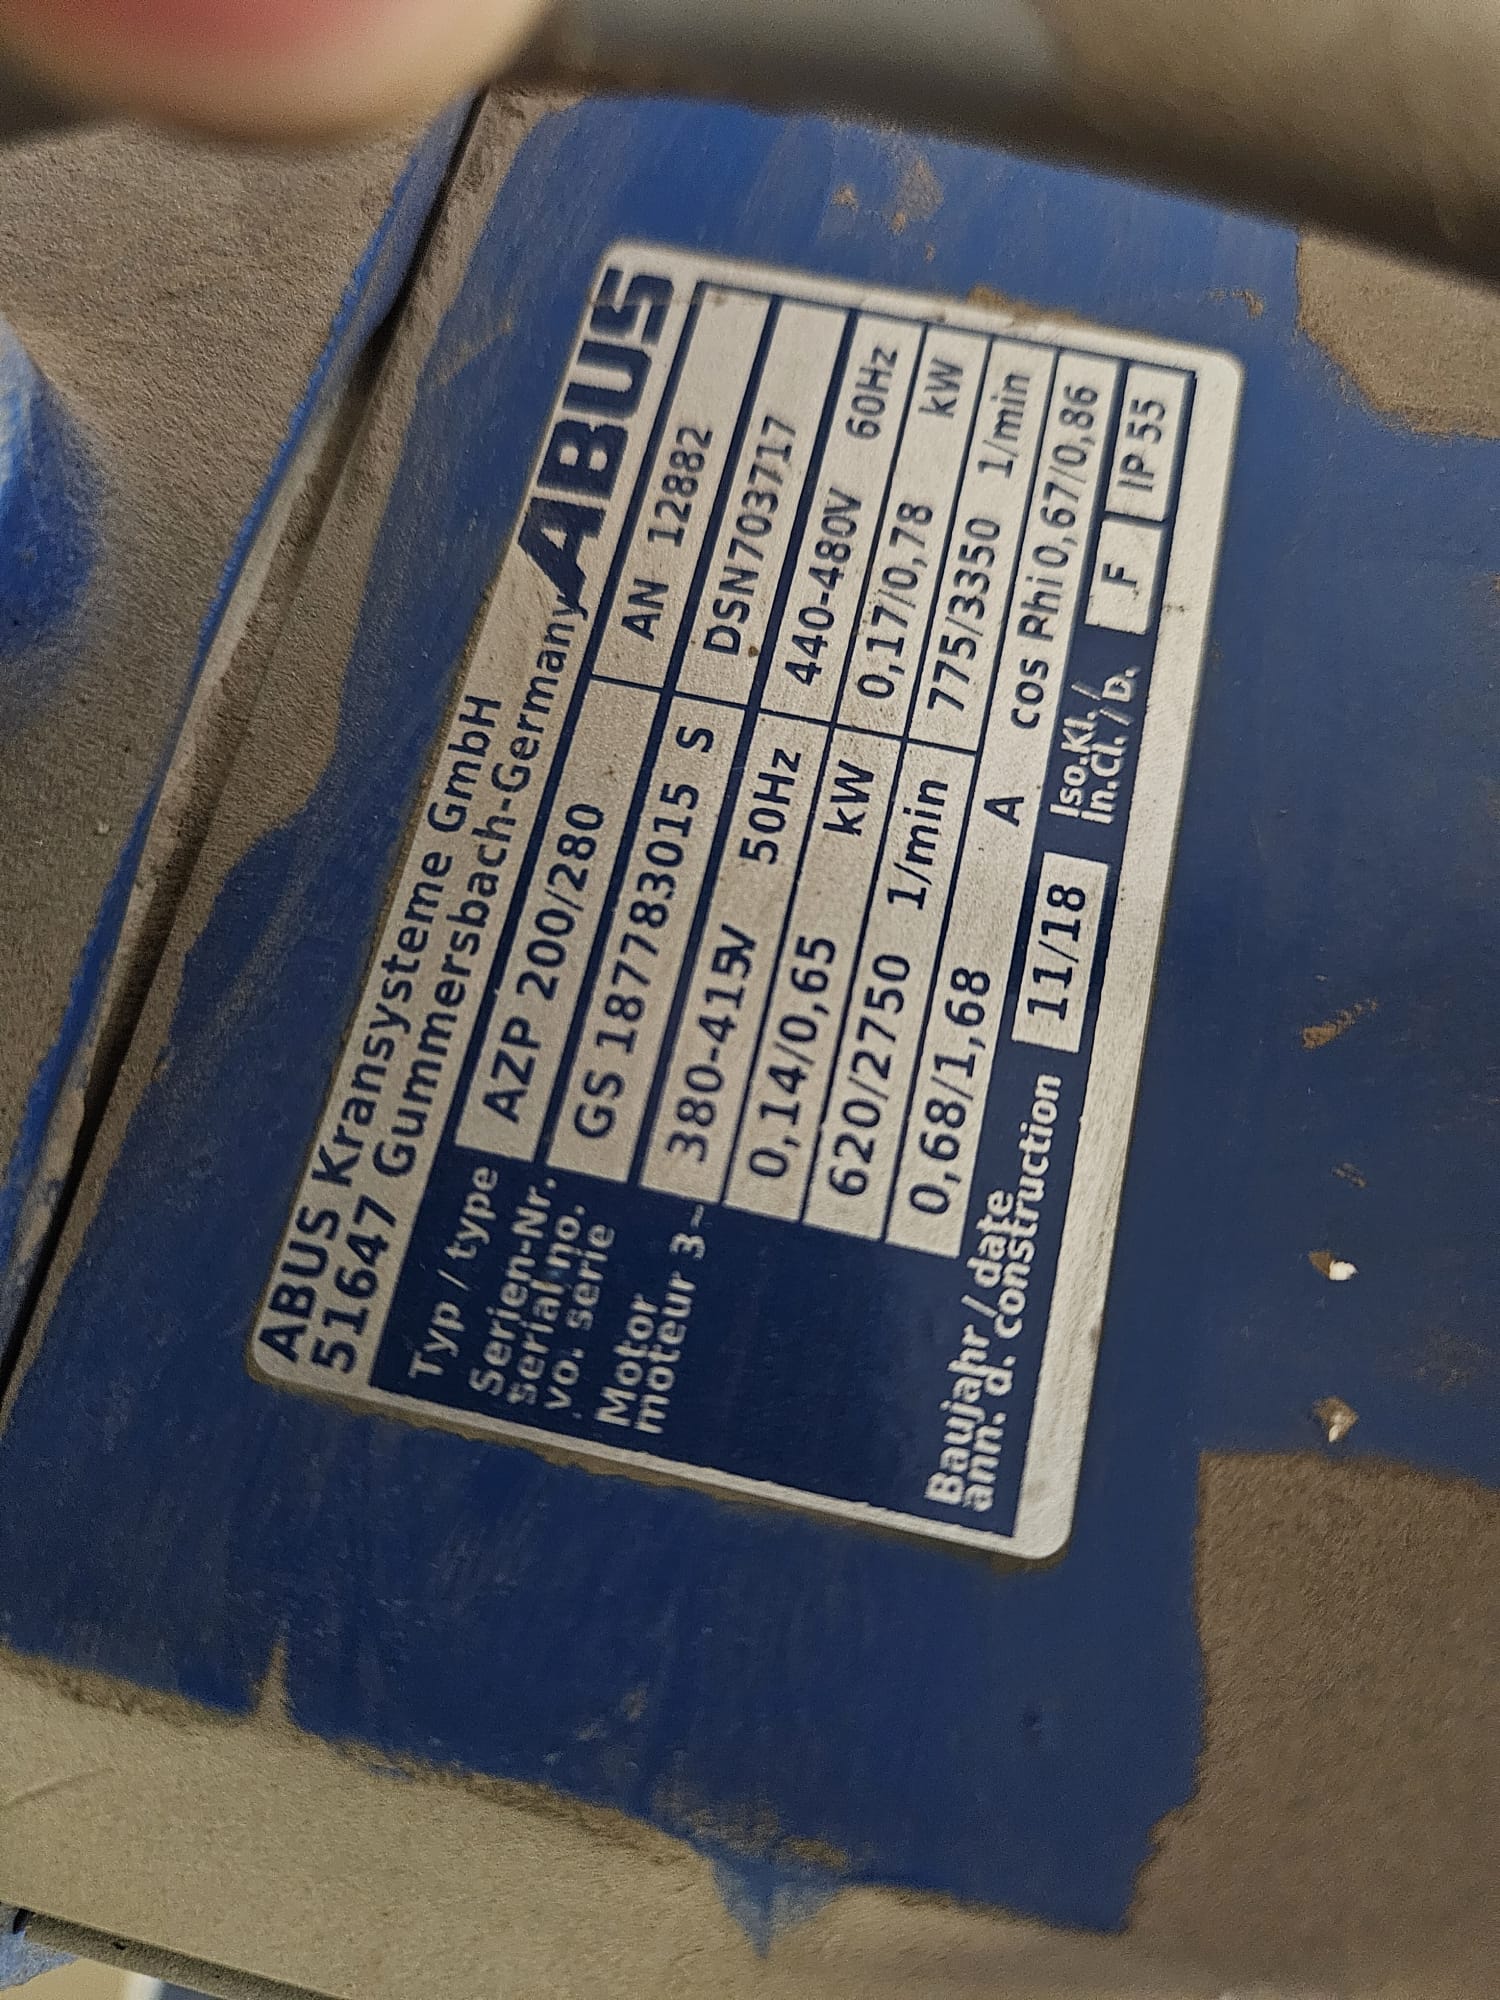 ABUS Kransysteme GmbH
51647 Gummersbach-Germany ABUS
Typ / type AZP 200/280 AN 12882
Serien-Nr. GS 187783015 S DSN703717
serial no.
vo. serie
Motor 380-415V 50Hz 440-480V 60Hz
moteur 3~
0,14/0,65 kW 0,17/0,78 kW
620/2750 1/min 775/3350 1/min
0,68/1,68 A cos Rhi 0,67/0,86
Baujahr / date 11/18 Iso.Kl. / F IP 55
ann. d. construction in.cl. / D.